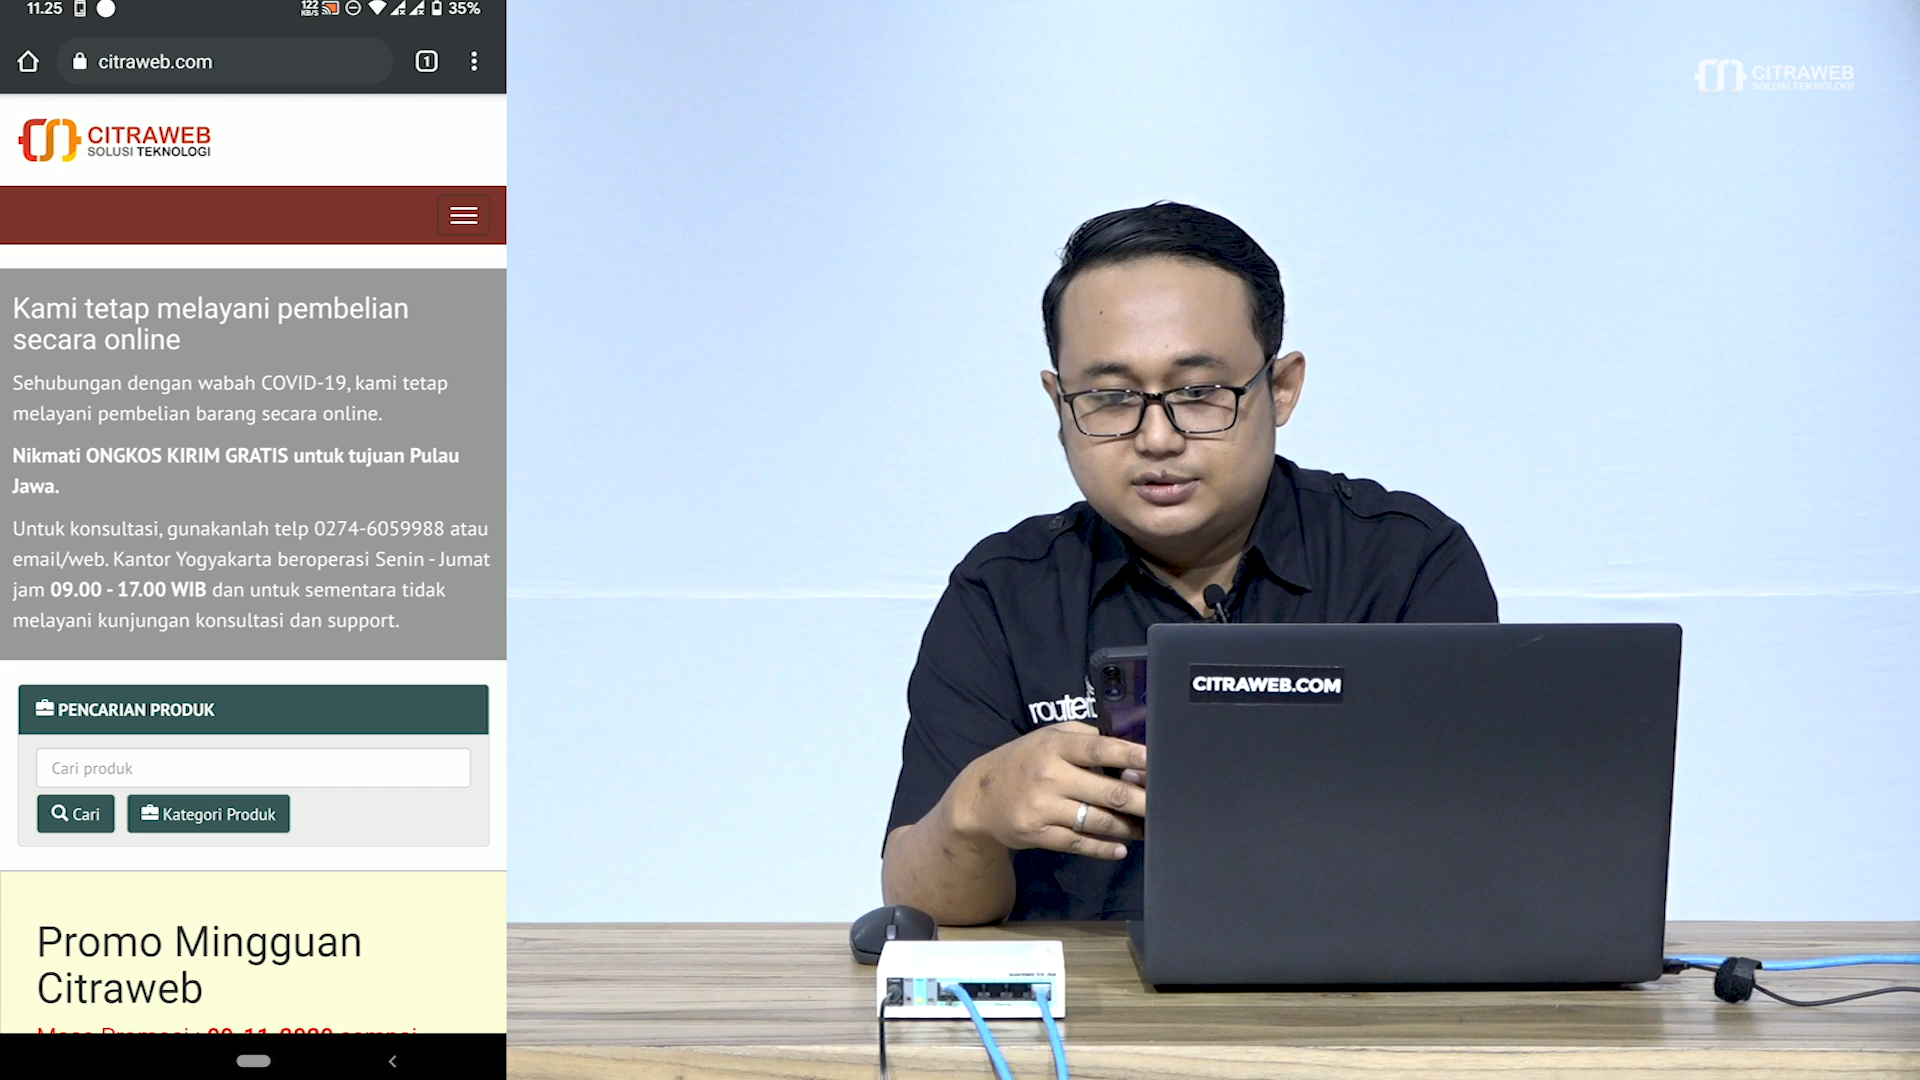 11.25
122
KB/S
35%
citraweb.com
1
CITRAWEB
SOLUSI TEKNOLOGI
Kami tetap melayani pembelian
secara online
Sehubungan dengan wabah COVID-19, kami tetap
melayani pembelian barang secara online.
Nikmati ONGKOS KIRIM GRATIS untuk tujuan Pulau
Jawa.
Untuk konsultasi, gunakanlah telp 0274-6059988 atau
email/web. Kantor Yogyakarta beroperasi Senin - Jumat
jam 09.00 - 17.00 WIB dan untuk sementara tidak
melayani kunjungan konsultasi dan support.
PENCARIAN PRODUK
Cari produk
Cari
Kategori Produk
Promo Mingguan
Citraweb
CITRAWEB
SOLUSI TEKNOLOGI
CITRAWEB.COM